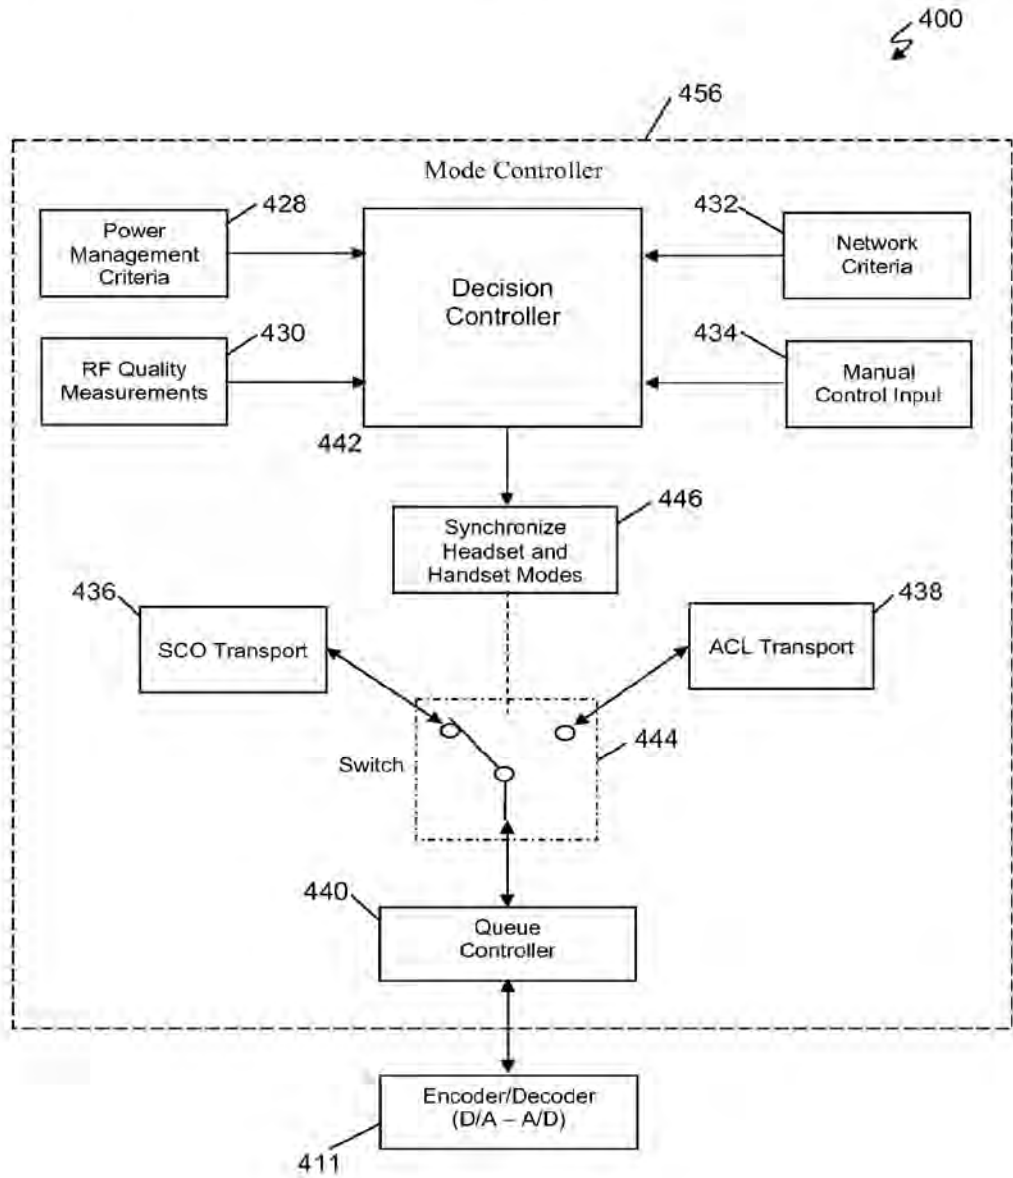 400
456
Mode Controller
428
Power
Management
Criteria
432
Network
Criteria
Decision
Controller
430
RF Quality
Measurements
434
Manual
Control Input
442
446
Synchronize
Headset and
Handset Modes
436
SCO Transport
438
ACL Transport
Switch
444
440
Queue
Controller
Encoder/Decoder
(D/A – A/D)
411